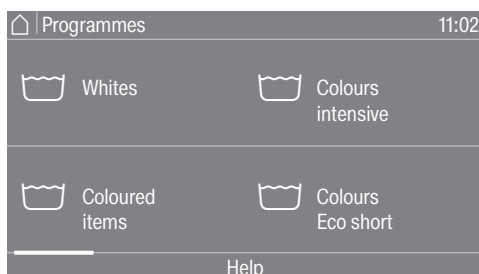 Programmes 11:02
Whites
Colours
intensive
Coloured
items
Colours
Eco short
Help